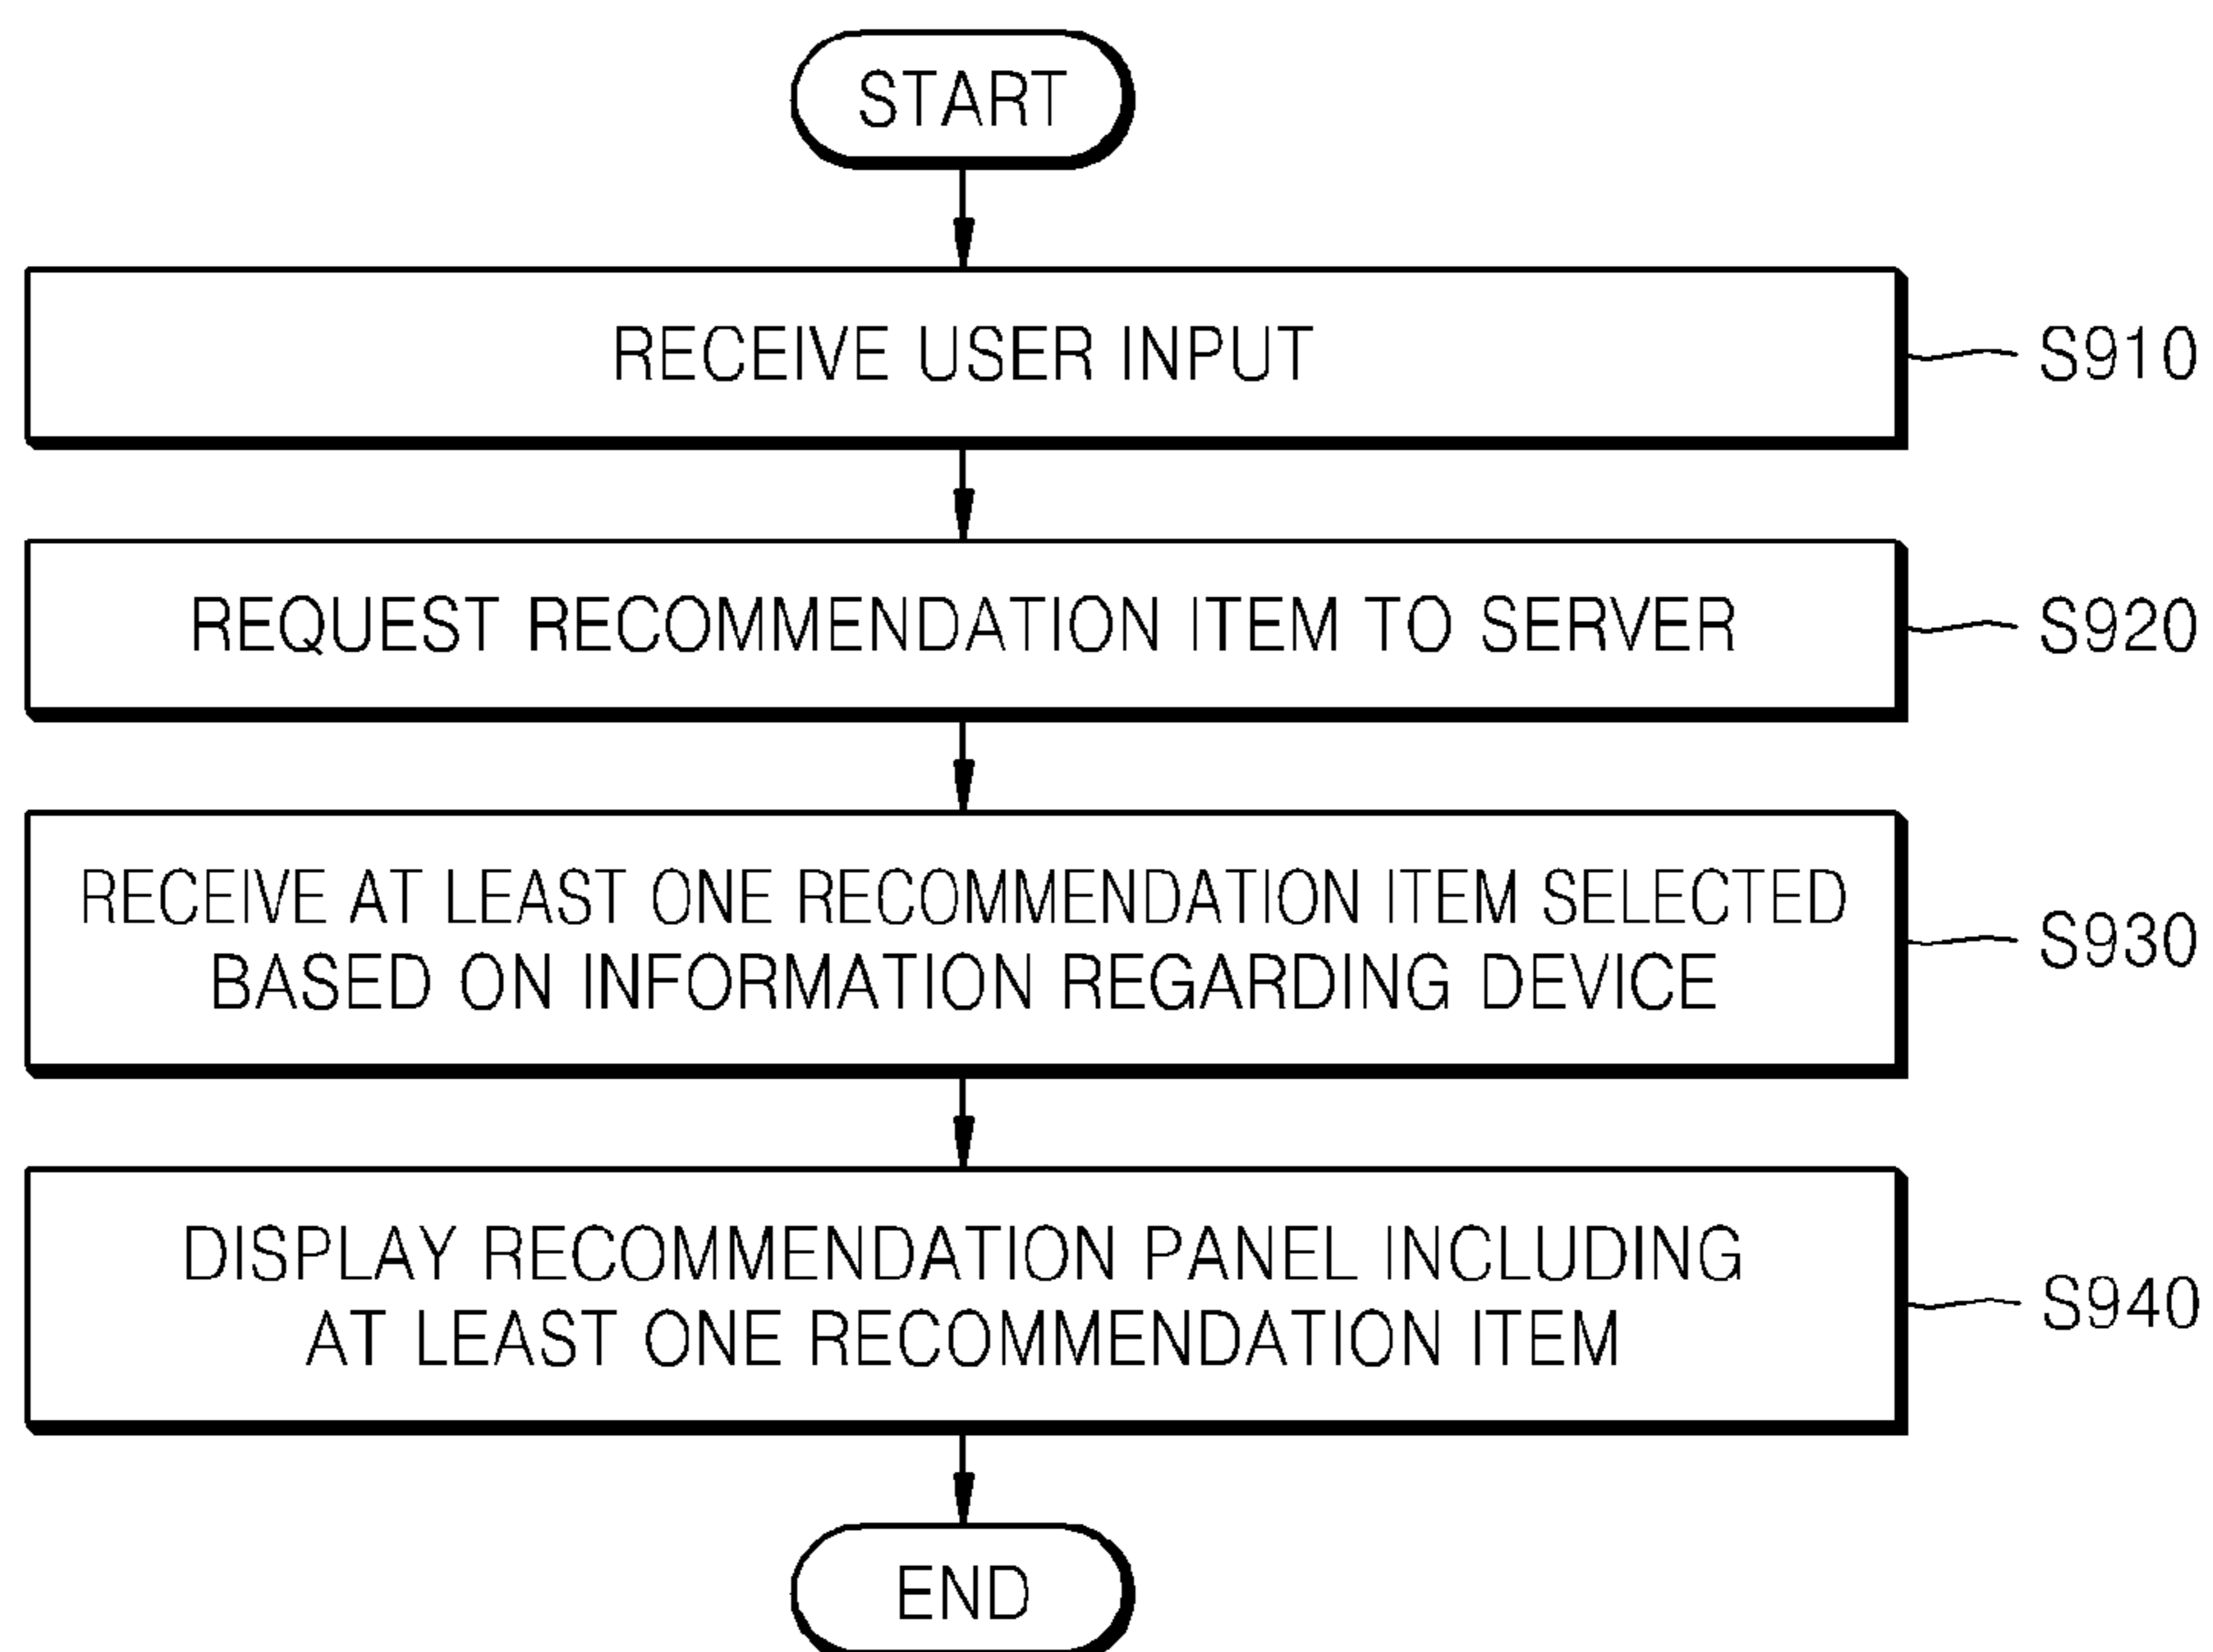 START
RECEIVE USER INPUT
S910
REQUEST RECOMMENDATION ITEM TO SERVER
S920
RECEIVE AT LEAST ONE RECOMMENDATION ITEM SELECTED
BASED ON INFORMATION REGARDING DEVICE
S930
DISPLAY RECOMMENDATION PANEL INCLUDING
AT LEAST ONE RECOMMENDATION ITEM
S940
END